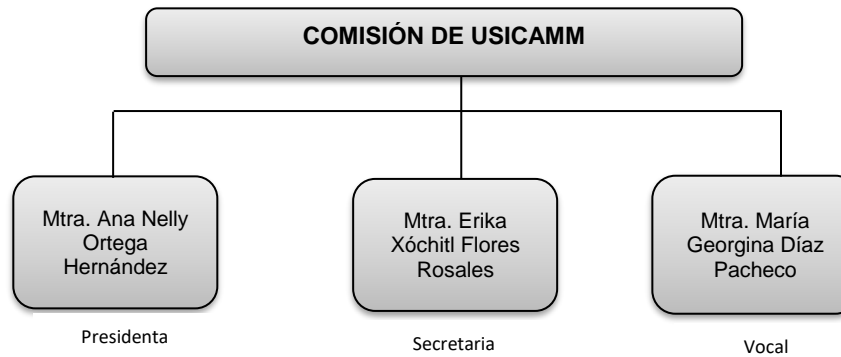 COMISIÓN DE USICAMM
Mtra. Ana Nelly
Ortega
Hernández
Presidenta
Mtra. Erika
Xóchitl Flores
Rosales
Secretaria
Mtra. María
Georgina Díaz
Pacheco
Vocal